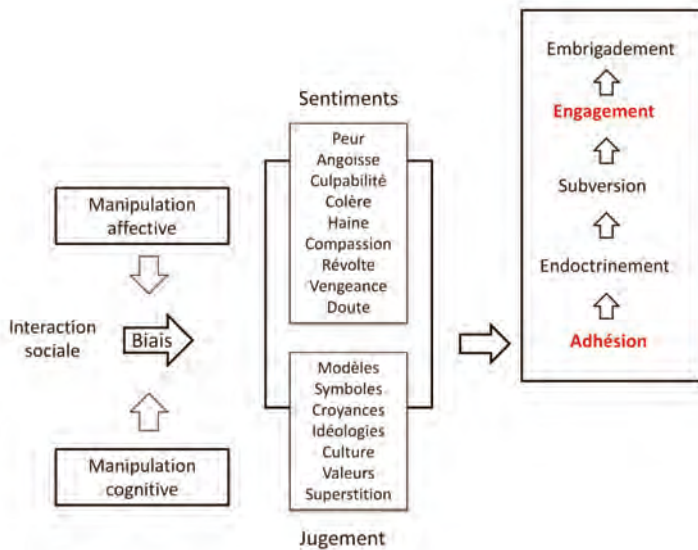 Manipulation
affective
Interaction
sociale
Biais
Manipulation
cognitive
Sentiments
Peur
Angoisse
Culpabilité
Colère
Haine
Compassion
Révolte
Vengeance
Doute
Modèles
Symboles
Croyances
Idéologies
Culture
Valeurs
Superstition
Jugement
Embrigadement
Engagement
Subversion
Endoctrinement
Adhésion